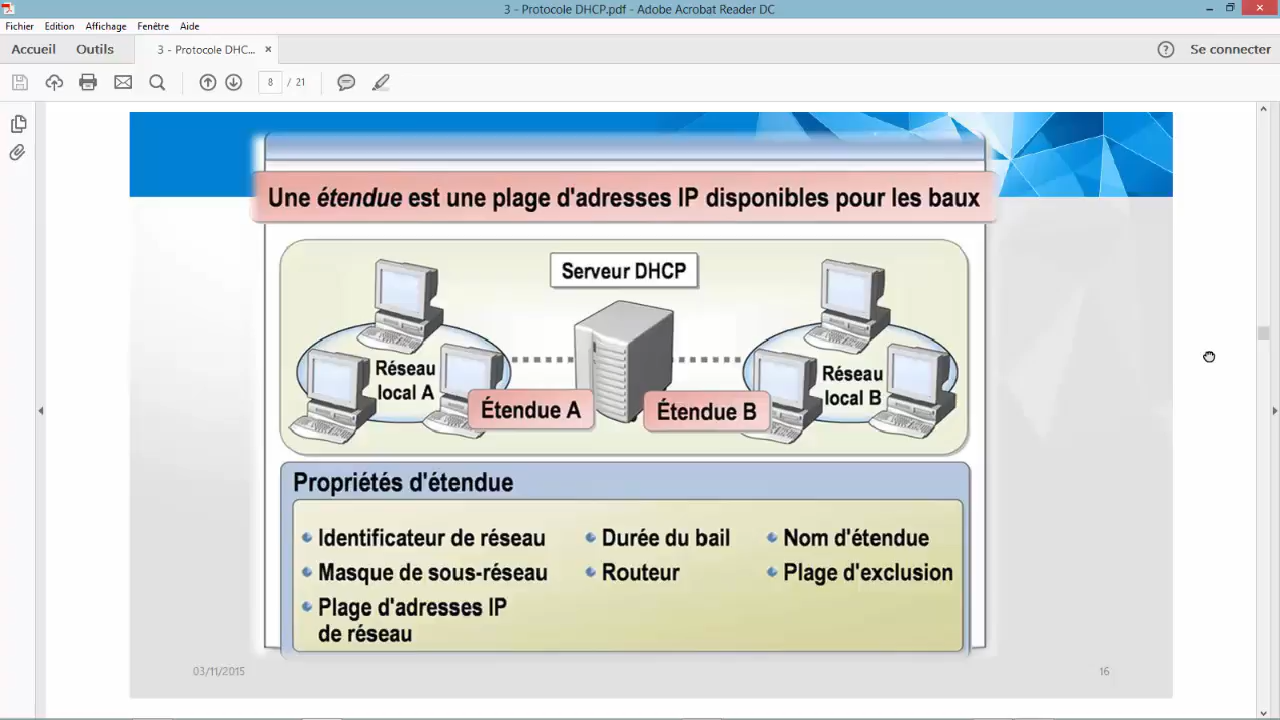 3 - Protocole DHCP.pdf - Adobe Acrobat Reader DC
Fichier Edition Affichage Fenêtre Aide
Accueil Outils 3 - Protocole DHC... × ? Se connecter
8 / 21
Une étendue est une plage d'adresses IP disponibles pour les baux
Serveur DHCP
Réseau
local A
Réseau
local B
Étendue A
Étendue B
Propriétés d'étendue
Identificateur de réseau
Masque de sous-réseau
Plage d'adresses IP
de réseau
Durée du bail
Routeur
Nom d'étendue
Plage d'exclusion
03/11/2015
16